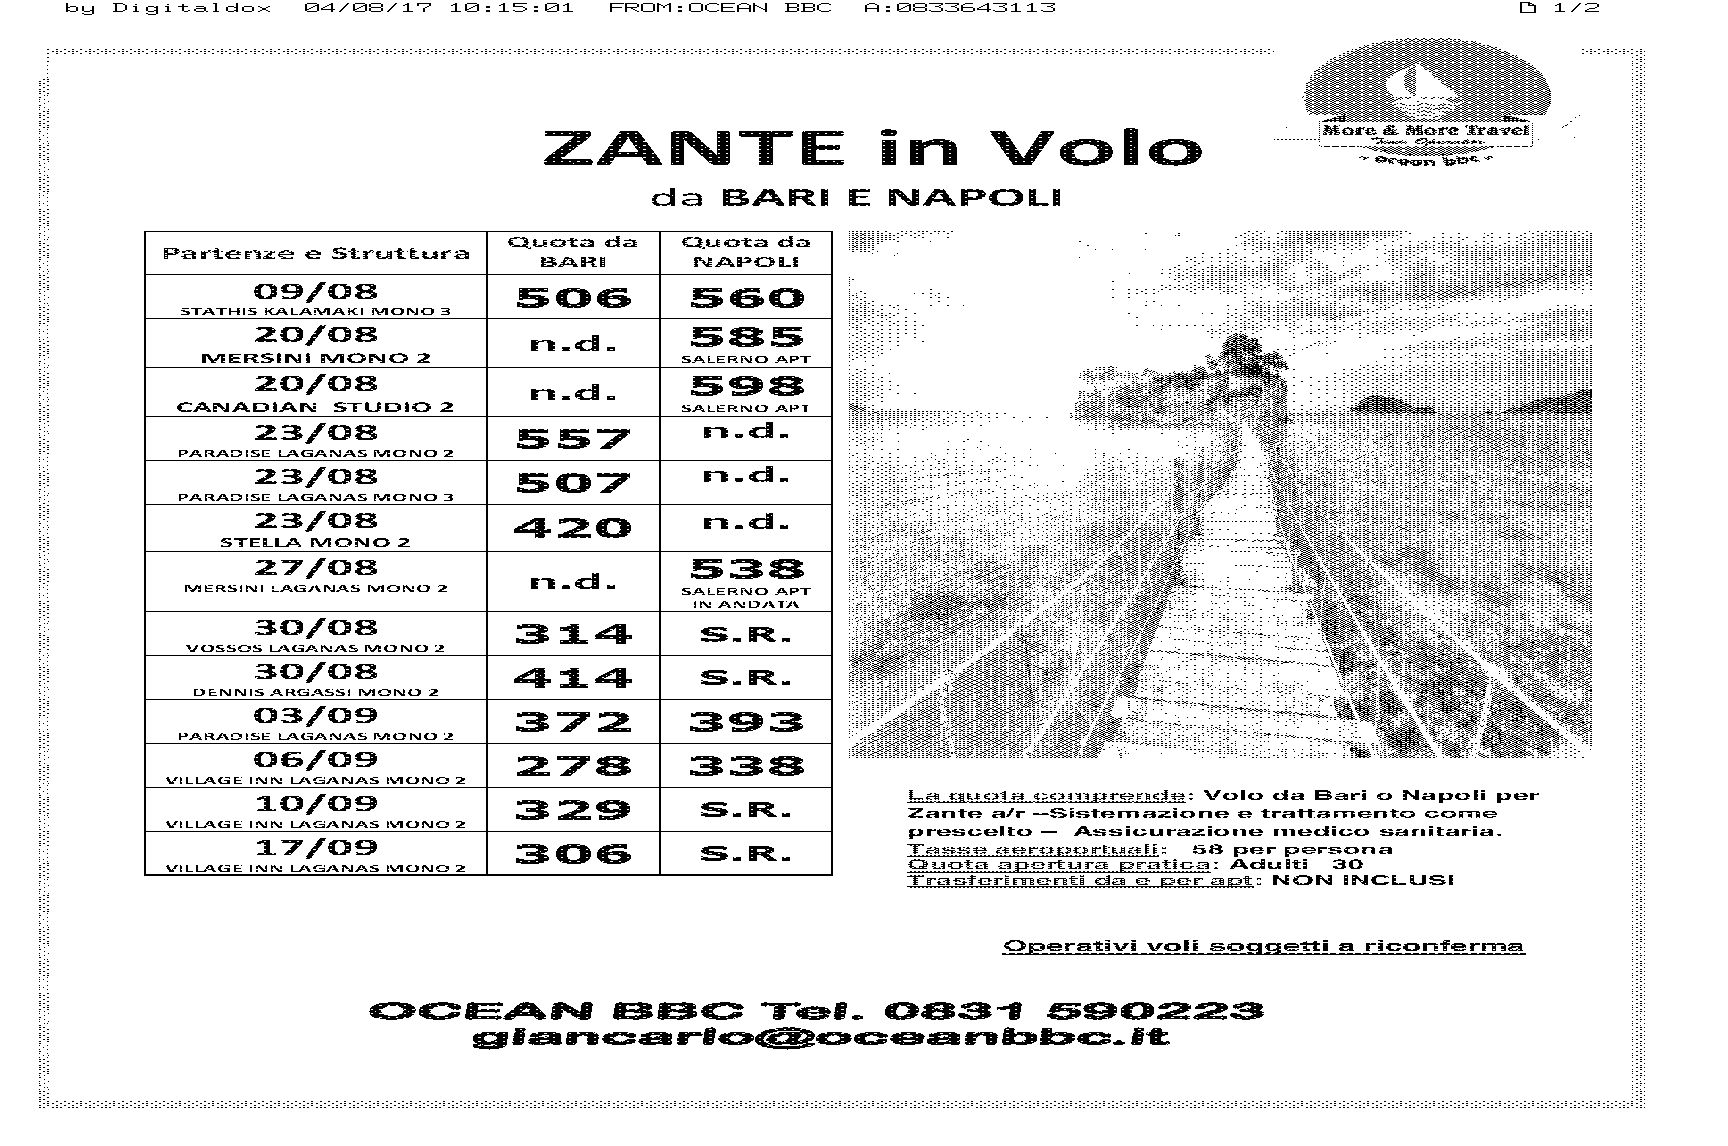 by Digitaldox 04/08/17 10:15:01 FROM:OCEAN BBC A:0833643113 1/2
More & More Travel
Tour Operator
Ocean bbc
ZANTE in Volo
da BARI E NAPOLI
Partenze e Struttura Quota da BARI Quota da NAPOLI
09/08 506 560
STATHIS KALAMAKI MONO 3
20/08 n.d. 585
MERSINI MONO 2 SALERNO APT
20/08 n.d. 598
CANADIAN STUDIO 2 SALERNO APT
23/08 557 n.d.
PARADISE LAGANAS MONO 2
23/08 507 n.d.
PARADISE LAGANAS MONO 3
23/08 420 n.d.
STELLA MONO 2
27/08 n.d. 538
MERSINI LAGANAS MONO 2 SALERNO APT
IN ANDATA
30/08 314 S.R.
VOSSOS LAGANAS MONO 2
30/08 414 S.R.
DENNIS ARGASSI MONO 2
03/09 372 393
PARADISE LAGANAS MONO 2
06/09 278 338
VILLAGE INN LAGANAS MONO 2
10/09 329 S.R.
VILLAGE INN LAGANAS MONO 2
17/09 306 S.R.
VILLAGE INN LAGANAS MONO 2
La quota comprende: Volo da Bari o Napoli per
Zante a/r –Sistemazione e trattamento come
prescelto – Assicurazione medico sanitaria.
Tasse aeroportuali: 58 per persona
Quota apertura pratica: Adulti 30
Trasferimenti da e per apt: NON INCLUSI
Operativi voli soggetti a riconferma
OCEAN BBC Tel. 0831 590223
giancarlo@oceanbbc.it